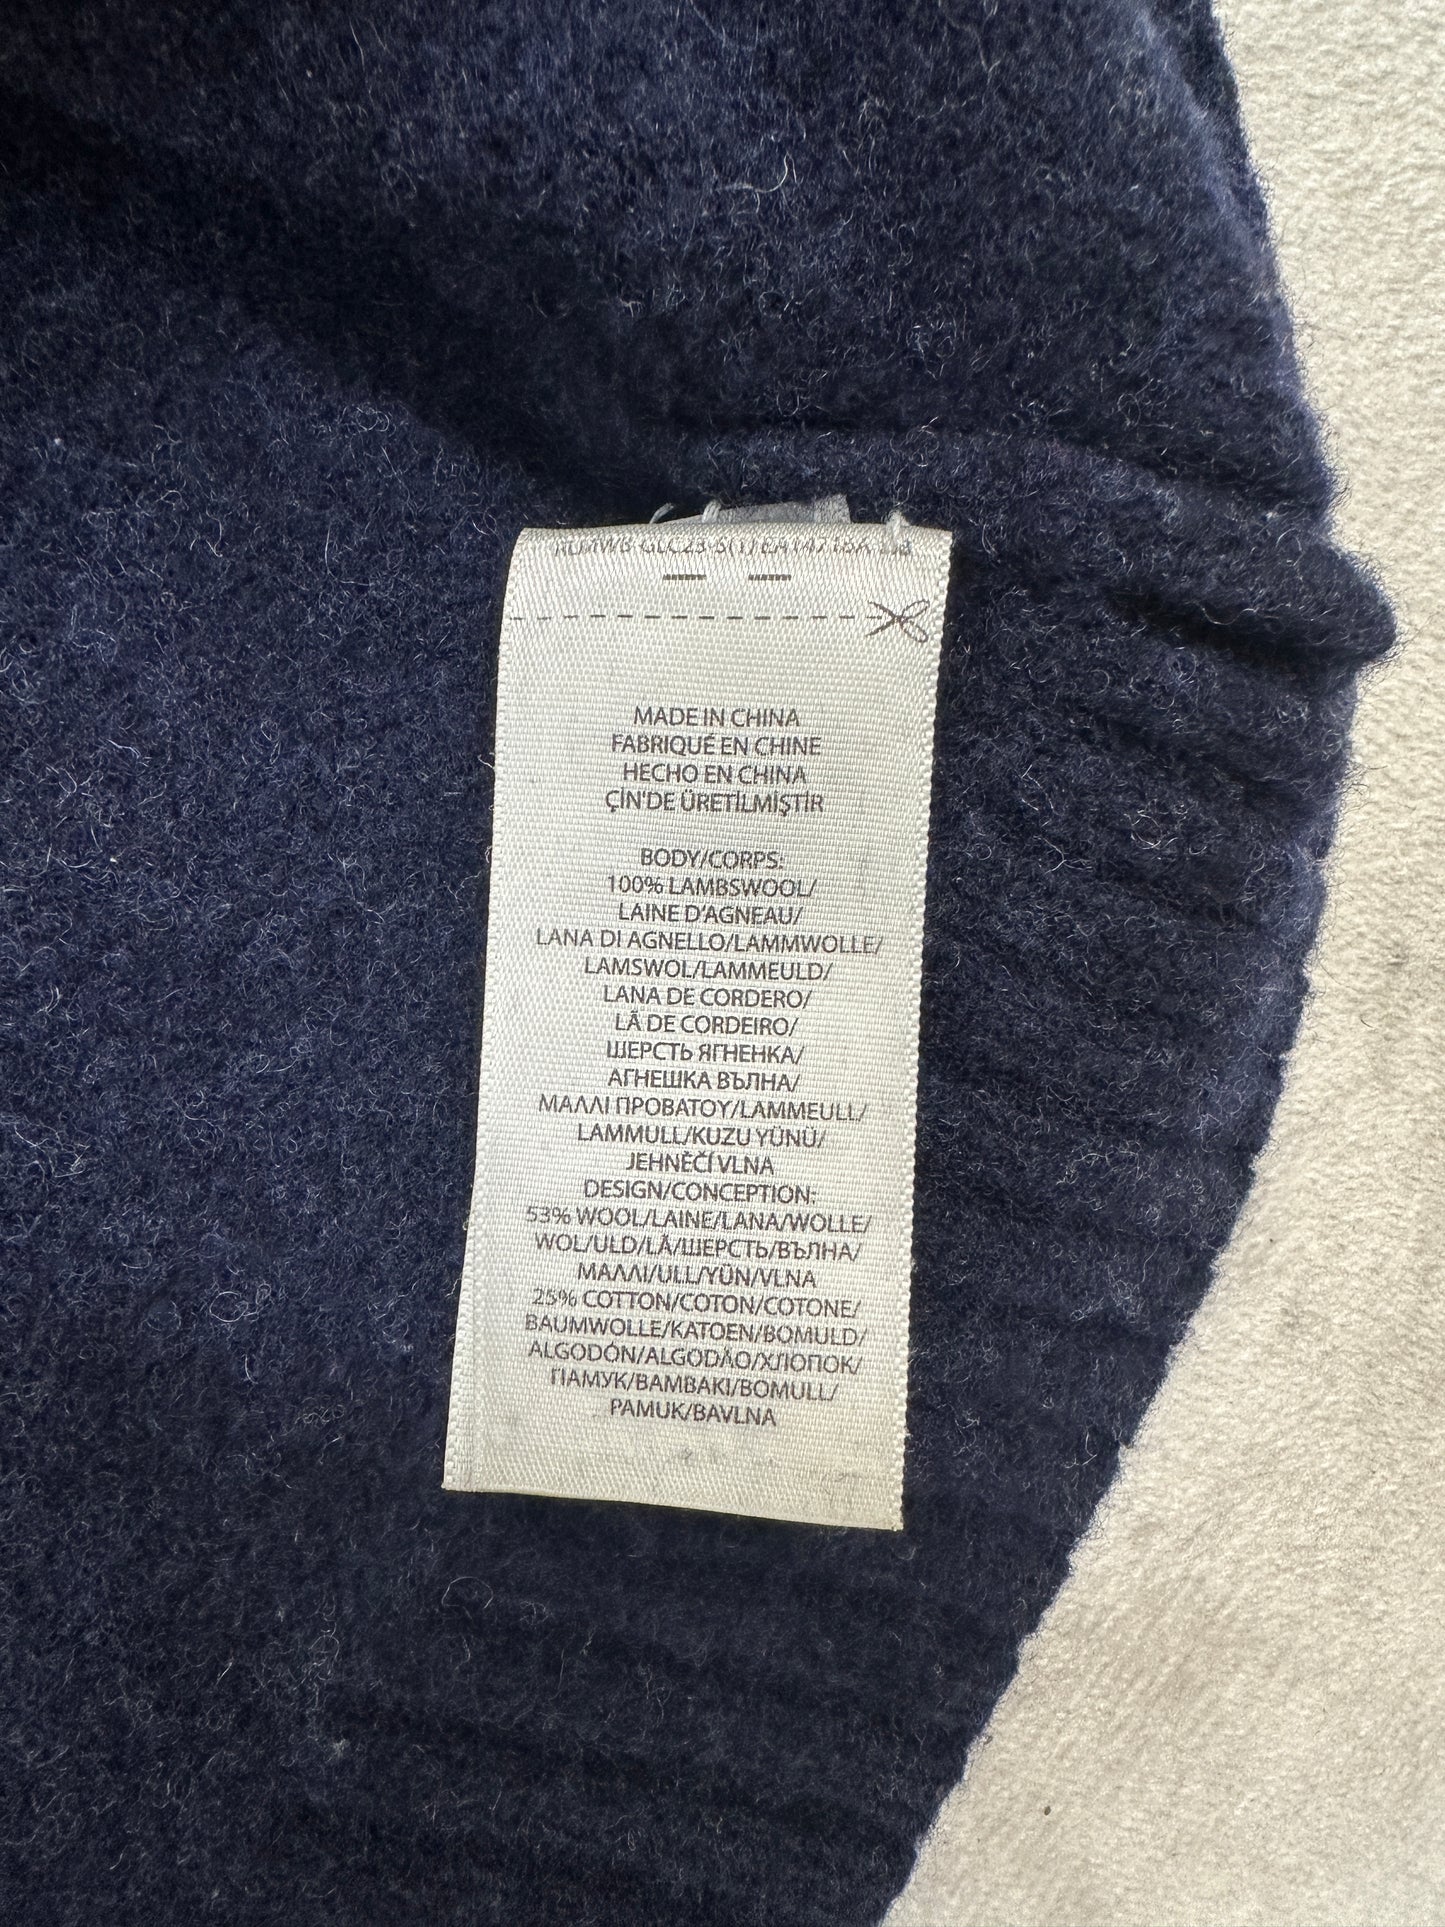 MADE IN CHINA
FABRIQUÉ EN CHINE
HECHO EN CHINA
ÇİN'DE ÜRETİLMİŞTİR
BODY/CORPS:
100% LAMBSWOOL/
LAINE D'AGNEAU/
LANA DI AGNELLO/LAMMWOLLE/
LAMSWOL/LAMMEULD/
LANA DE CORDERO/
LÃ DE CORDEIRO/
ШЕРСТЬ ЯГНЕНКА/
АГНЕШКА ВЪЛНА/
ΜΑΛΛΙ ΠΡΟΒΑΤΟΥ/LAMMEULL/
LAMMULL/KUZU YÜNÜ/
JEHNĚČÍ VLNA
DESIGN/CONCEPTION:
53% WOOL/LAINE/LANA/WOLLE/
WOL/ULD/LÃ/ШЕРСТЬ/ВЪЛНА/
ΜΑΛΛΙ/ULL/YÜN/VLNA
25% COTTON/COTON/COTONE/
BAUMWOLLE/KATOEN/BOMULD/
ALGODÓN/ALGODÃO/ХЛОПОК/
ПАМУК/ΒΑΜΒΑΚΙ/BOMULL/
PAMUK/BAVLNA